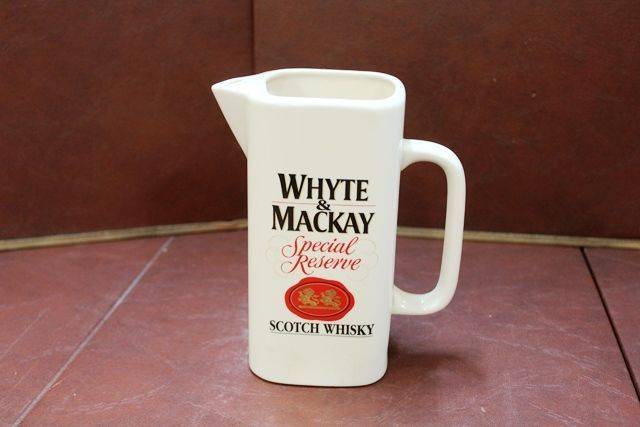 WHYTE
&
MACKAY
Special
Reserve
SCOTCH WHISKY